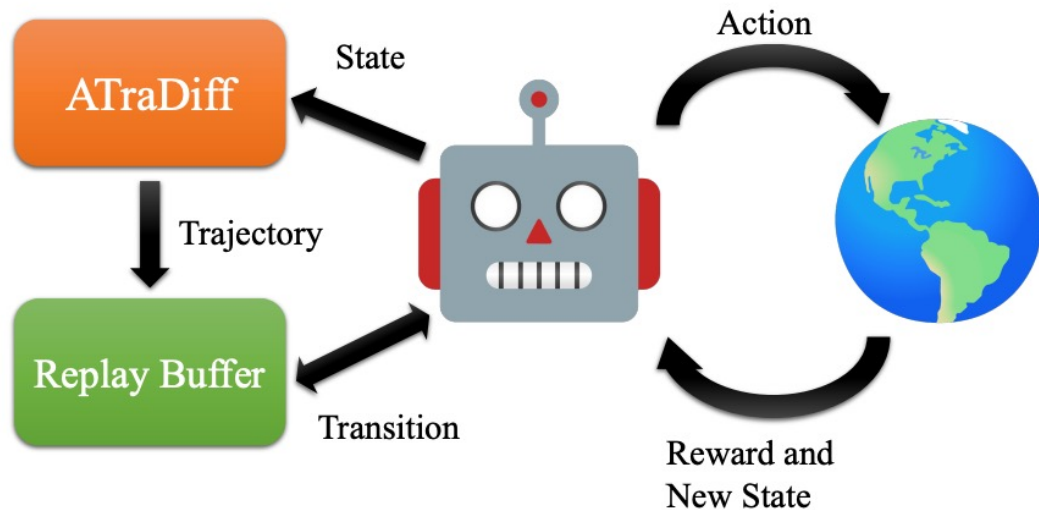 Action
State
ATraDiff
Trajectory
Replay Buffer
Transition
Reward and
New State